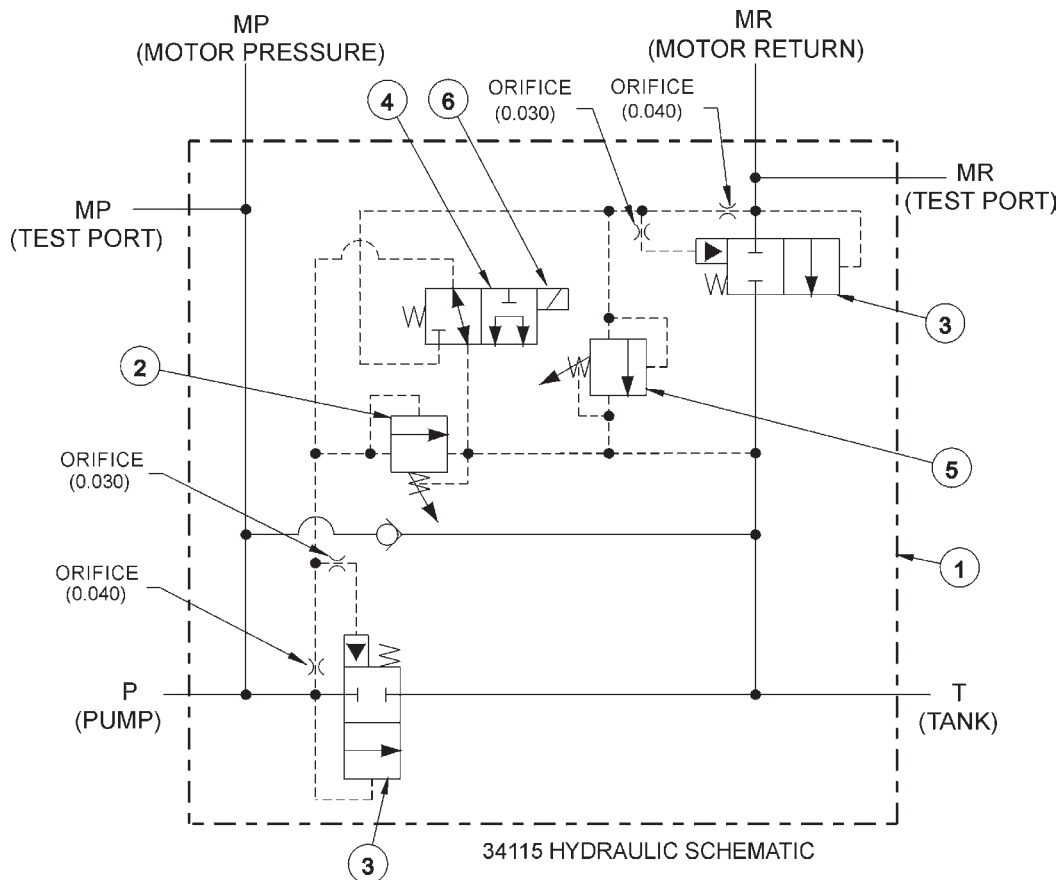 MP
(MOTOR PRESSURE)
MR
(MOTOR RETURN)
4
6
ORIFICE
(0.030)
ORIFICE
(0.040)
MP
(TEST PORT)
MR
(TEST PORT)
3
2
5
ORIFICE
(0.030)
ORIFICE
(0.040)
1
P
(PUMP)
T
(TANK)
3
34115 HYDRAULIC SCHEMATIC